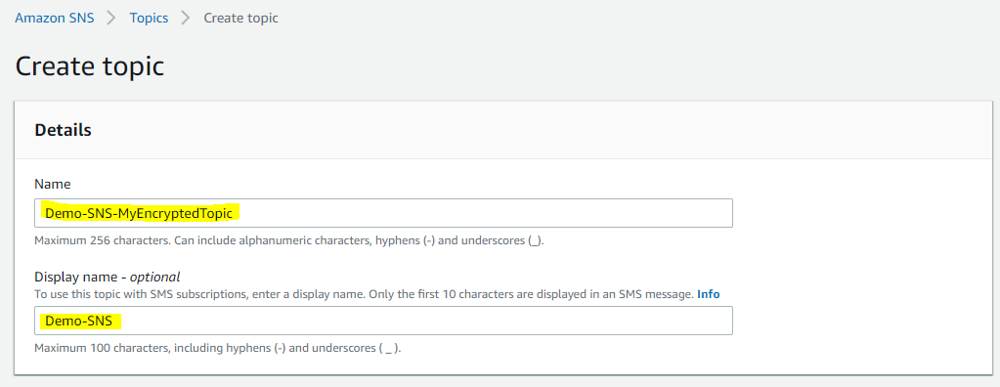 Amazon SNS > Topics > Create topic
Create topic
Details
Name
Demo-SNS-MyEncryptedTopic
Maximum 256 characters. Can include alphanumeric characters, hyphens (-) and underscores (_).
Display name - optional
To use this topic with SMS subscriptions, enter a display name. Only the first 10 characters are displayed in an SMS message. Info
Demo-SNS
Maximum 100 characters, including hyphens (-) and underscores ( _ ).